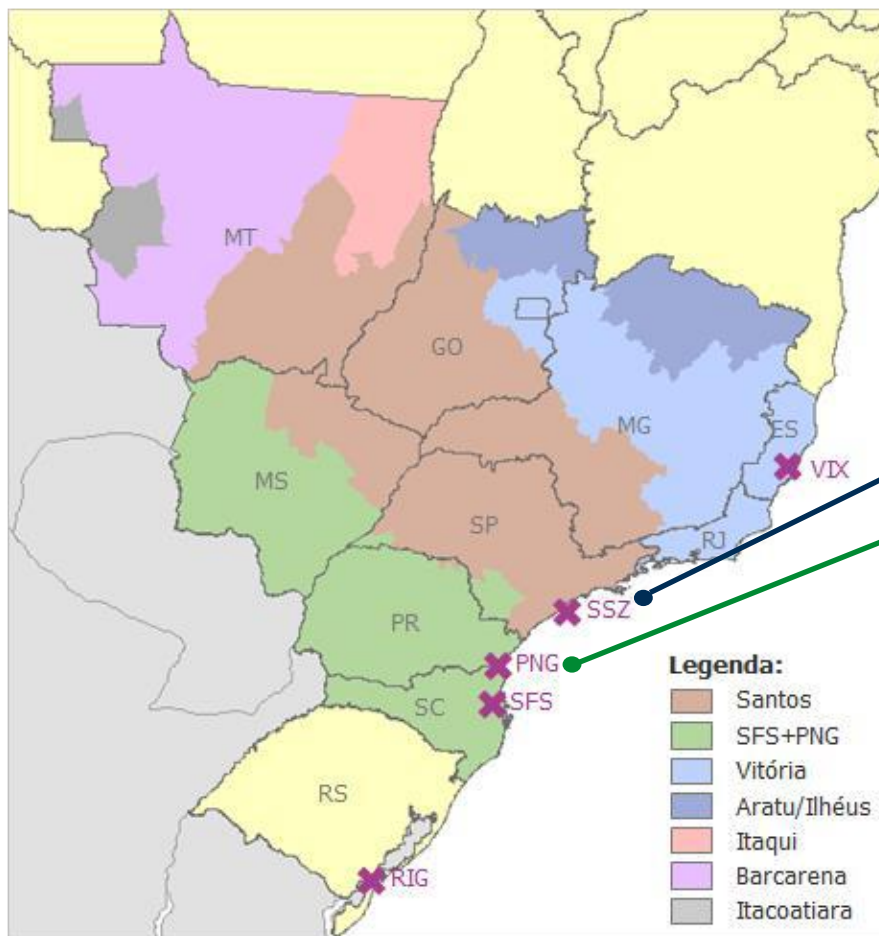 MT
GO
MG
ES
VIX
MS
SP
RJ
SSZ
PR
PNG
SC
SFS
RS
RIG
Legenda:
Santos
SFS+PNG
Vitória
Aratu/Ilhéus
Itaqui
Barcarena
Itacoatiara